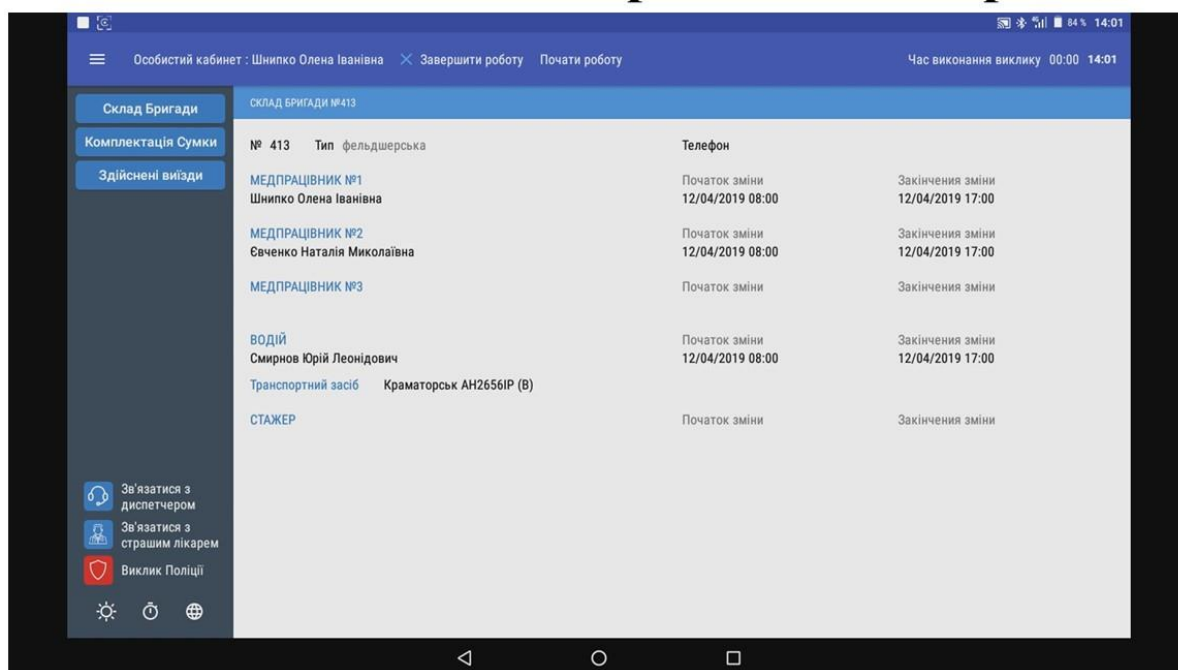 84 % 14:01
Особистий кабинет : Шнипко Олена Іванівна Завершити роботу Почати роботу Час виконання виклику 00:00 14:01
Склад Бригади
Комплектація Сумки
Здійснені виїзди
СКЛАД БРИГАДИ №413
№ 413 Тип фельдшерська Телефон
МЕДПРАЦІВНИК №1 Початок зміни Закінчення зміни
Шнипко Олена Іванівна 12/04/2019 08:00 12/04/2019 17:00
МЕДПРАЦІВНИК №2 Початок зміни Закінчення зміни
Євченко Наталія Миколаївна 12/04/2019 08:00 12/04/2019 17:00
МЕДПРАЦІВНИК №3 Початок зміни Закінчення зміни
ВОДІЙ Початок зміни Закінчення зміни
Смирнов Юрій Леонідович 12/04/2019 08:00 12/04/2019 17:00
Транспортний засіб Краматорськ АН2656ІР (В)
СТАЖЕР Початок зміни Закінчення зміни
Зв'язатися з
диспетчером
Зв'язатися з
страшим лікарем
Виклик Поліції